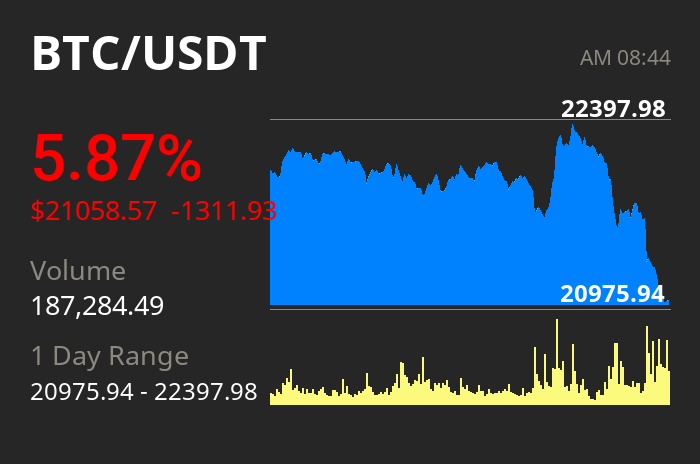 BTC/USDT
AM 08:44
22397.98
5.87%
$21058.57 -1311.93
Volume
187,284.49
20975.94
1 Day Range
20975.94 - 22397.98